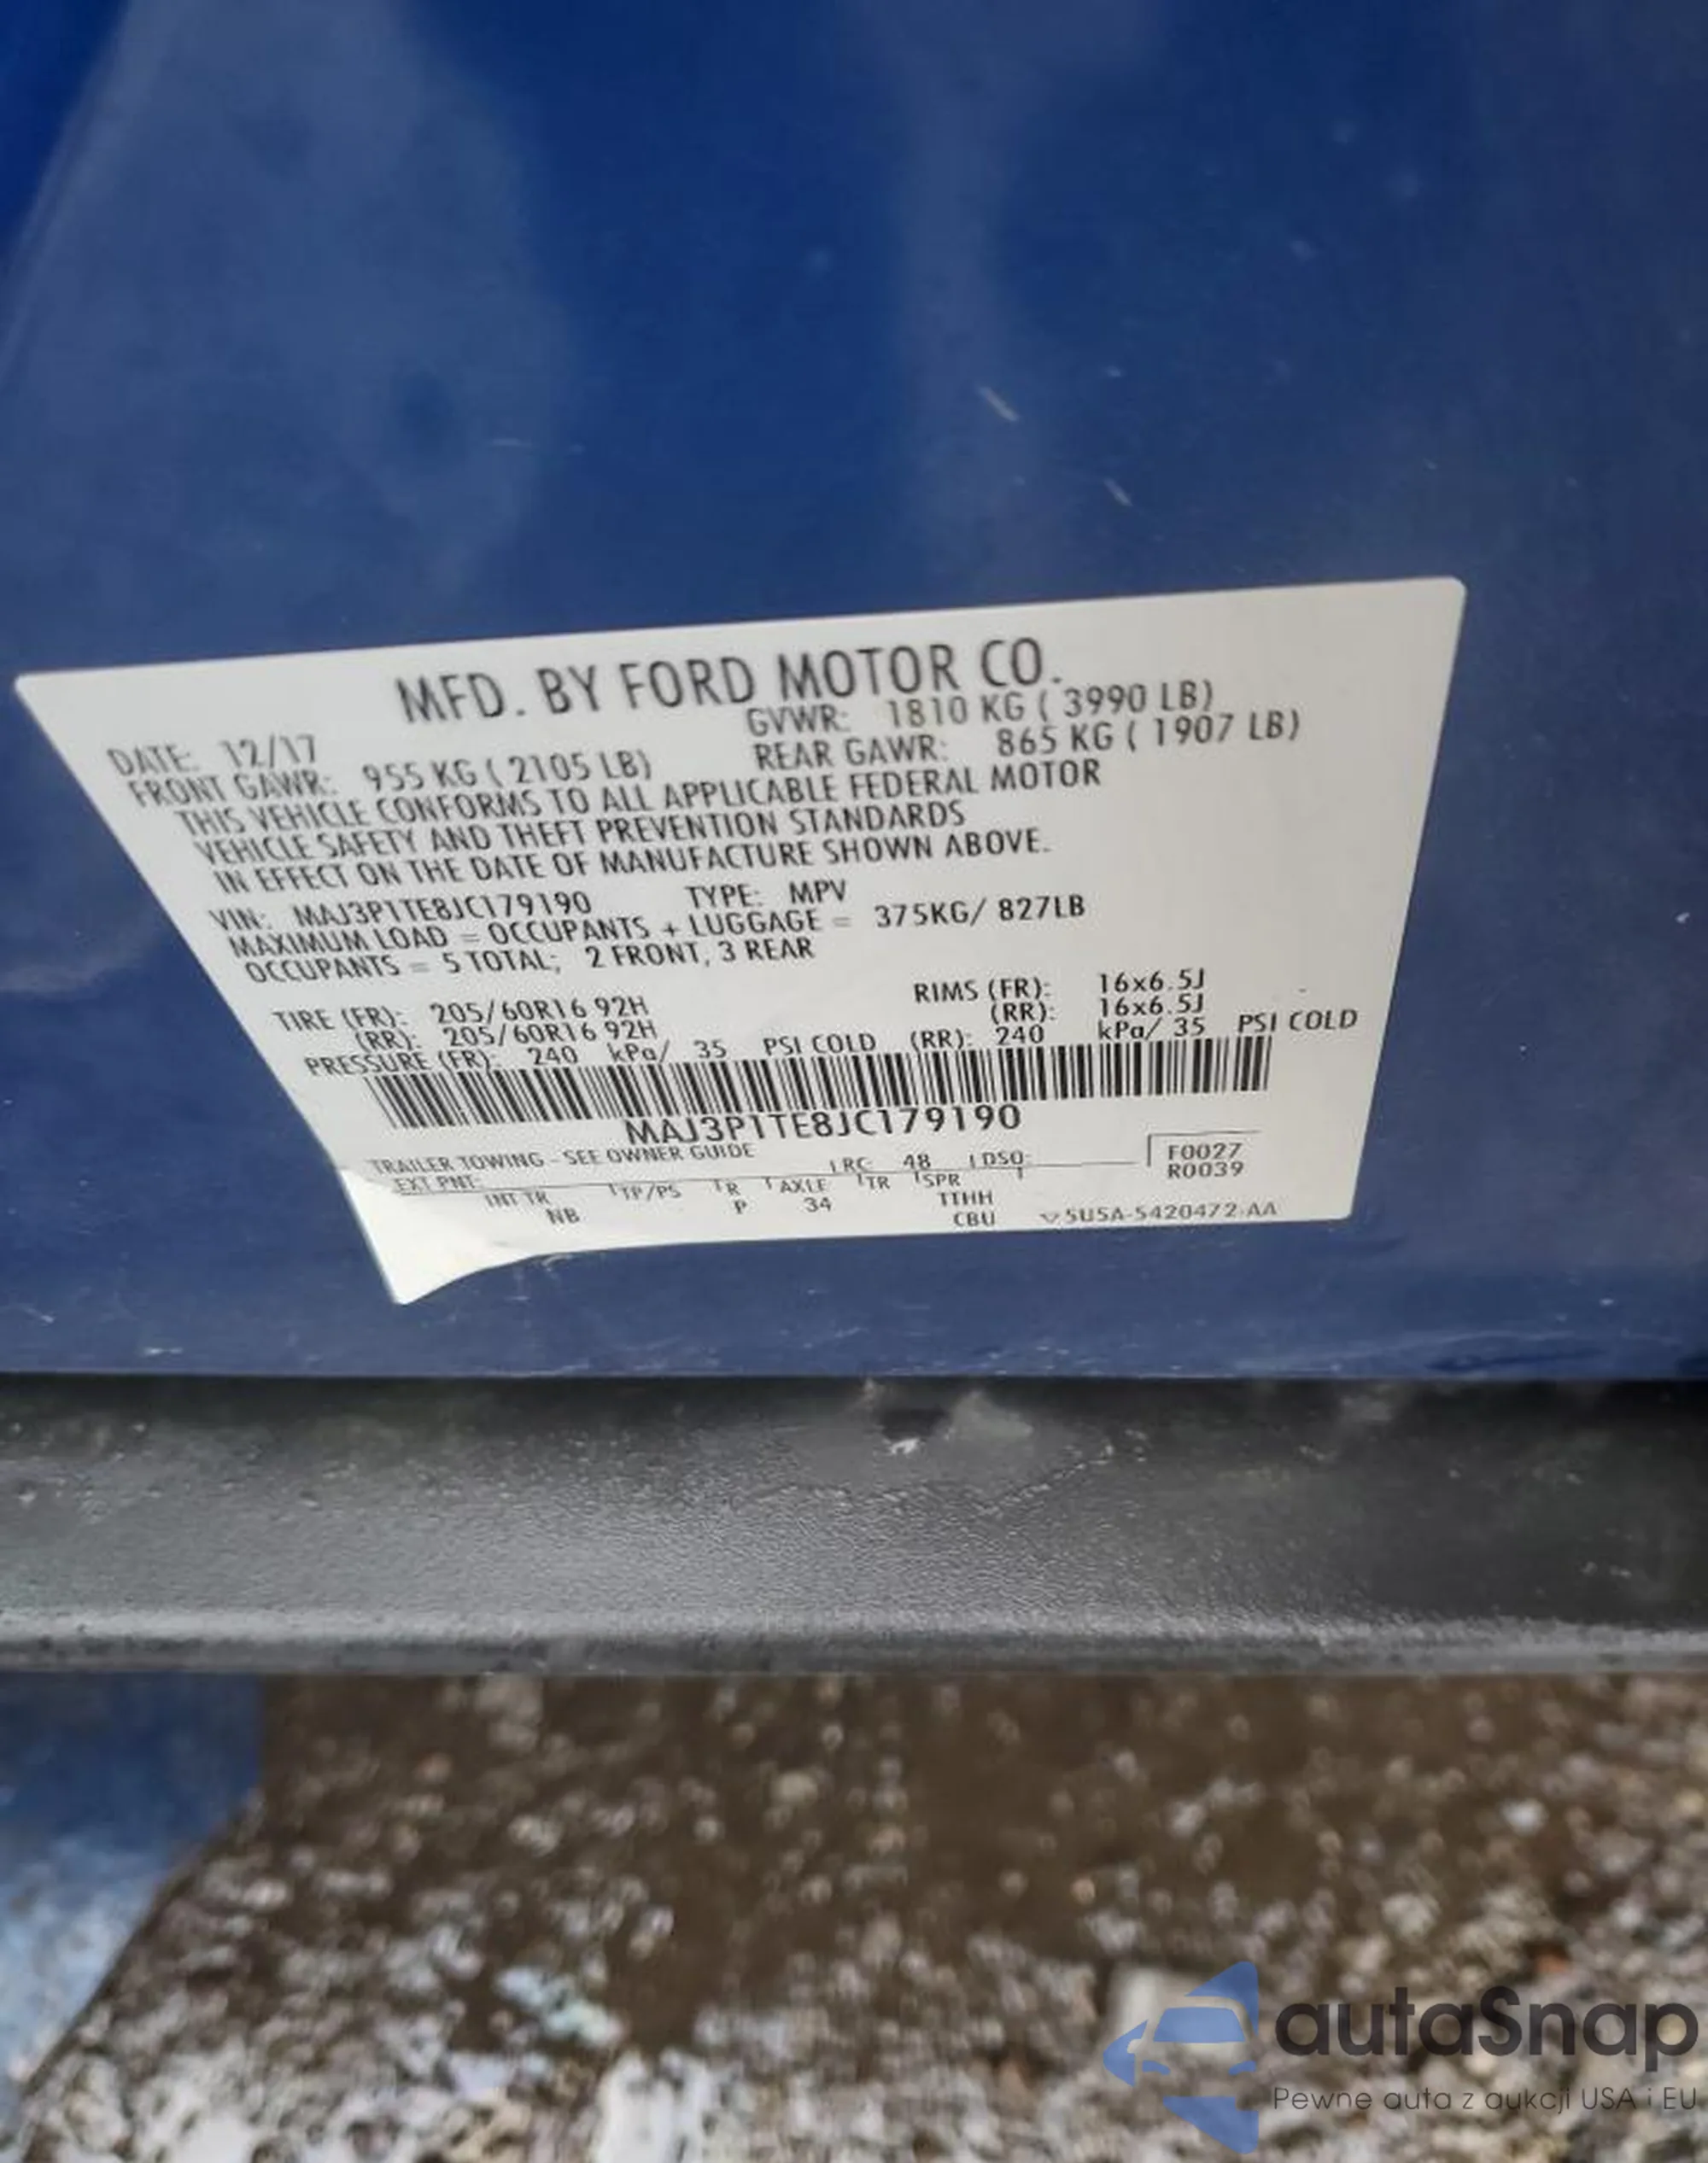 MFD. BY FORD MOTOR CO.
DATE: 12/17 GVWR: 1810 KG ( 3990 LB)
FRONT GAWR: 955 KG ( 2105 LB) REAR GAWR: 865 KG ( 1907 LB)
THIS VEHICLE CONFORMS TO ALL APPLICABLE FEDERAL MOTOR
VEHICLE SAFETY AND THEFT PREVENTION STANDARDS
IN EFFECT ON THE DATE OF MANUFACTURE SHOWN ABOVE.
VIN: MAJ3P1TE8JC179190 TYPE: MPV
MAXIMUM LOAD = OCCUPANTS + LUGGAGE = 375KG/ 827LB
OCCUPANTS = 5 TOTAL; 2 FRONT, 3 REAR
TIRE (FR): 205/60R16 92H RIMS (FR): 16x6.5J
(RR): 205/60R16 92H (RR): 16x6.5J
PRESSURE (FR): 240 kPa/ 35 PSI COLD (RR): 240 kPa/ 35 PSI COLD
MAJ3P1TE8JC179190
TRAILER TOWING - SEE OWNER GUIDE
EXT PNT: RC: 48 DSO: F0027
R0039
INT TR TP/PS R AXLE TR SPR TTHH
NB P 34 CBU ▽5U5A-5420472-AA
autaSnap
Pewne auta z aukcji USA i EU